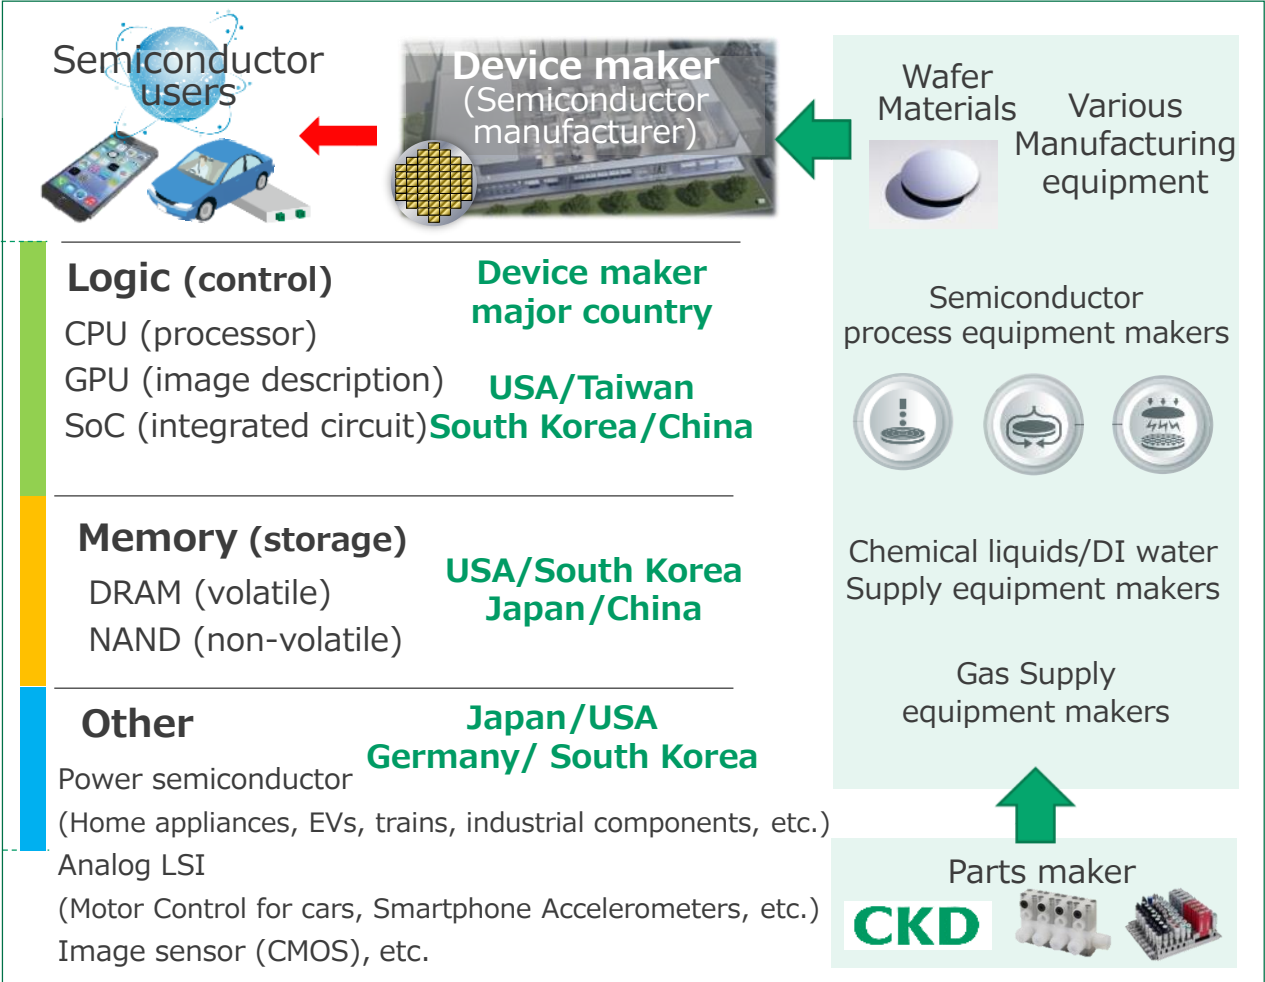 Semiconductor
users
Device maker
(Semiconductor
manufacturer)
Wafer
Materials
Various
Manufacturing
equipment
Logic (control)
CPU (processor)
GPU (image description)
SoC (integrated circuit)
Device maker
major country
USA/Taiwan
South Korea/China
Memory (storage)
DRAM (volatile)
NAND (non-volatile)
USA/South Korea
Japan/China
Other
Japan/USA
Germany/ South Korea
Power semiconductor
(Home appliances, EVs, trains, industrial components, etc.)
Analog LSI
(Motor Control for cars, Smartphone Accelerometers, etc.)
Image sensor (CMOS), etc.
Semiconductor
process equipment makers
Chemical liquids/DI water
Supply equipment makers
Gas Supply
equipment makers
Parts maker
CKD